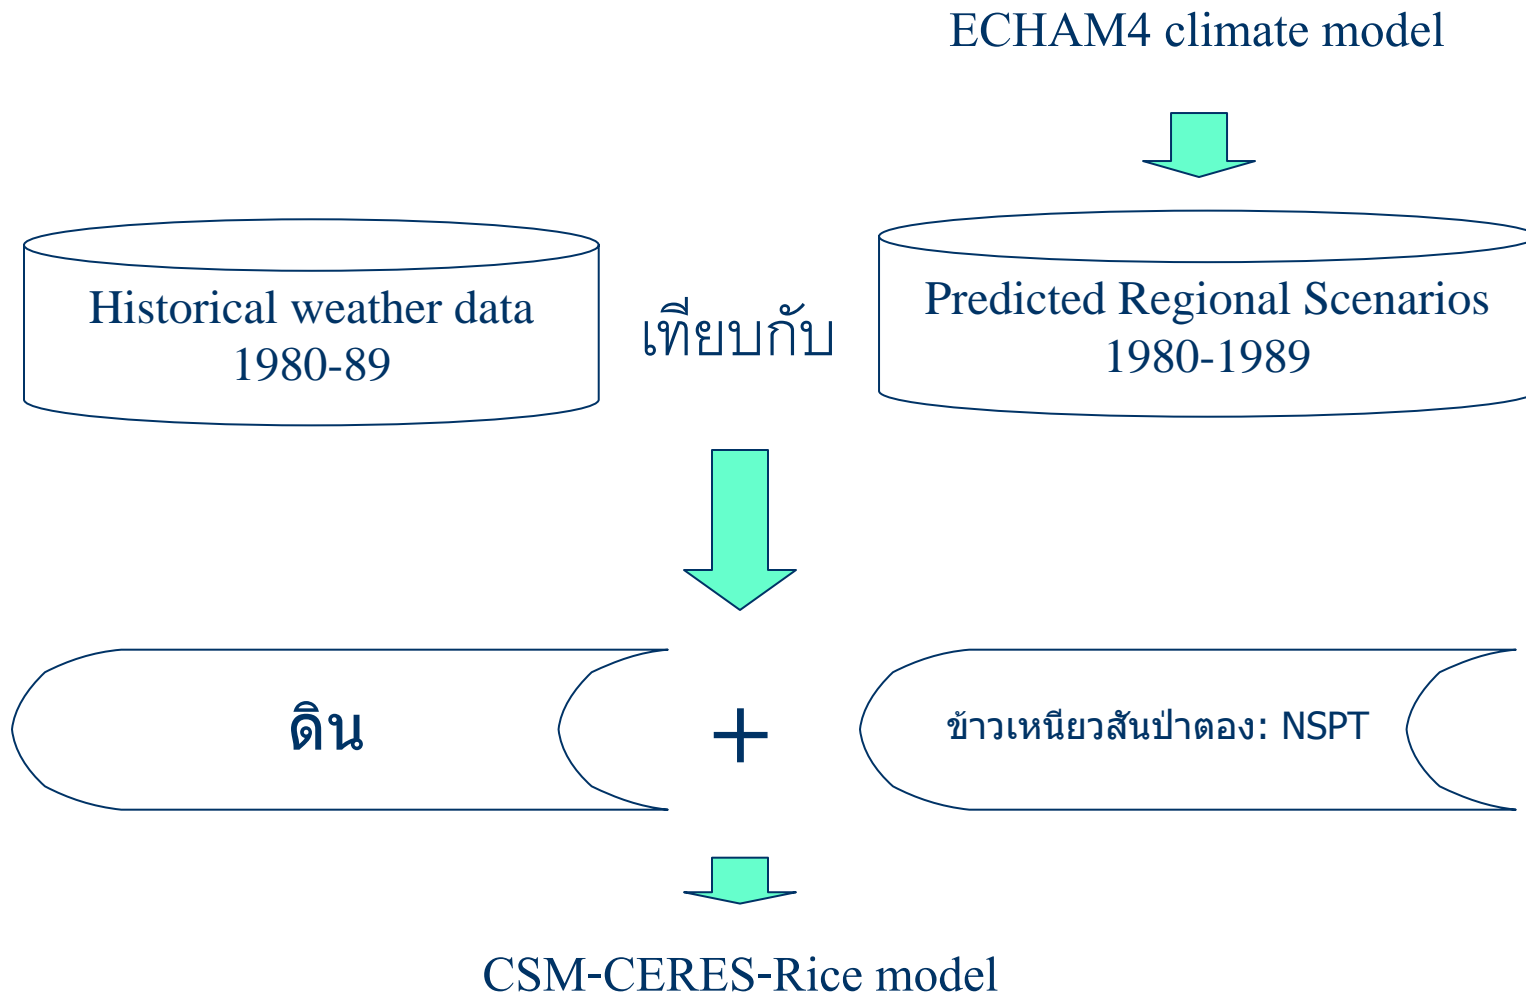 ECHAM4 climate model
Historical weather data
1980-89
เทียบกับ
Predicted Regional Scenarios
1980-1989
ดิน
+
ข้าวเหนียวสันป่าตอง: NSPT
CSM-CERES-Rice model